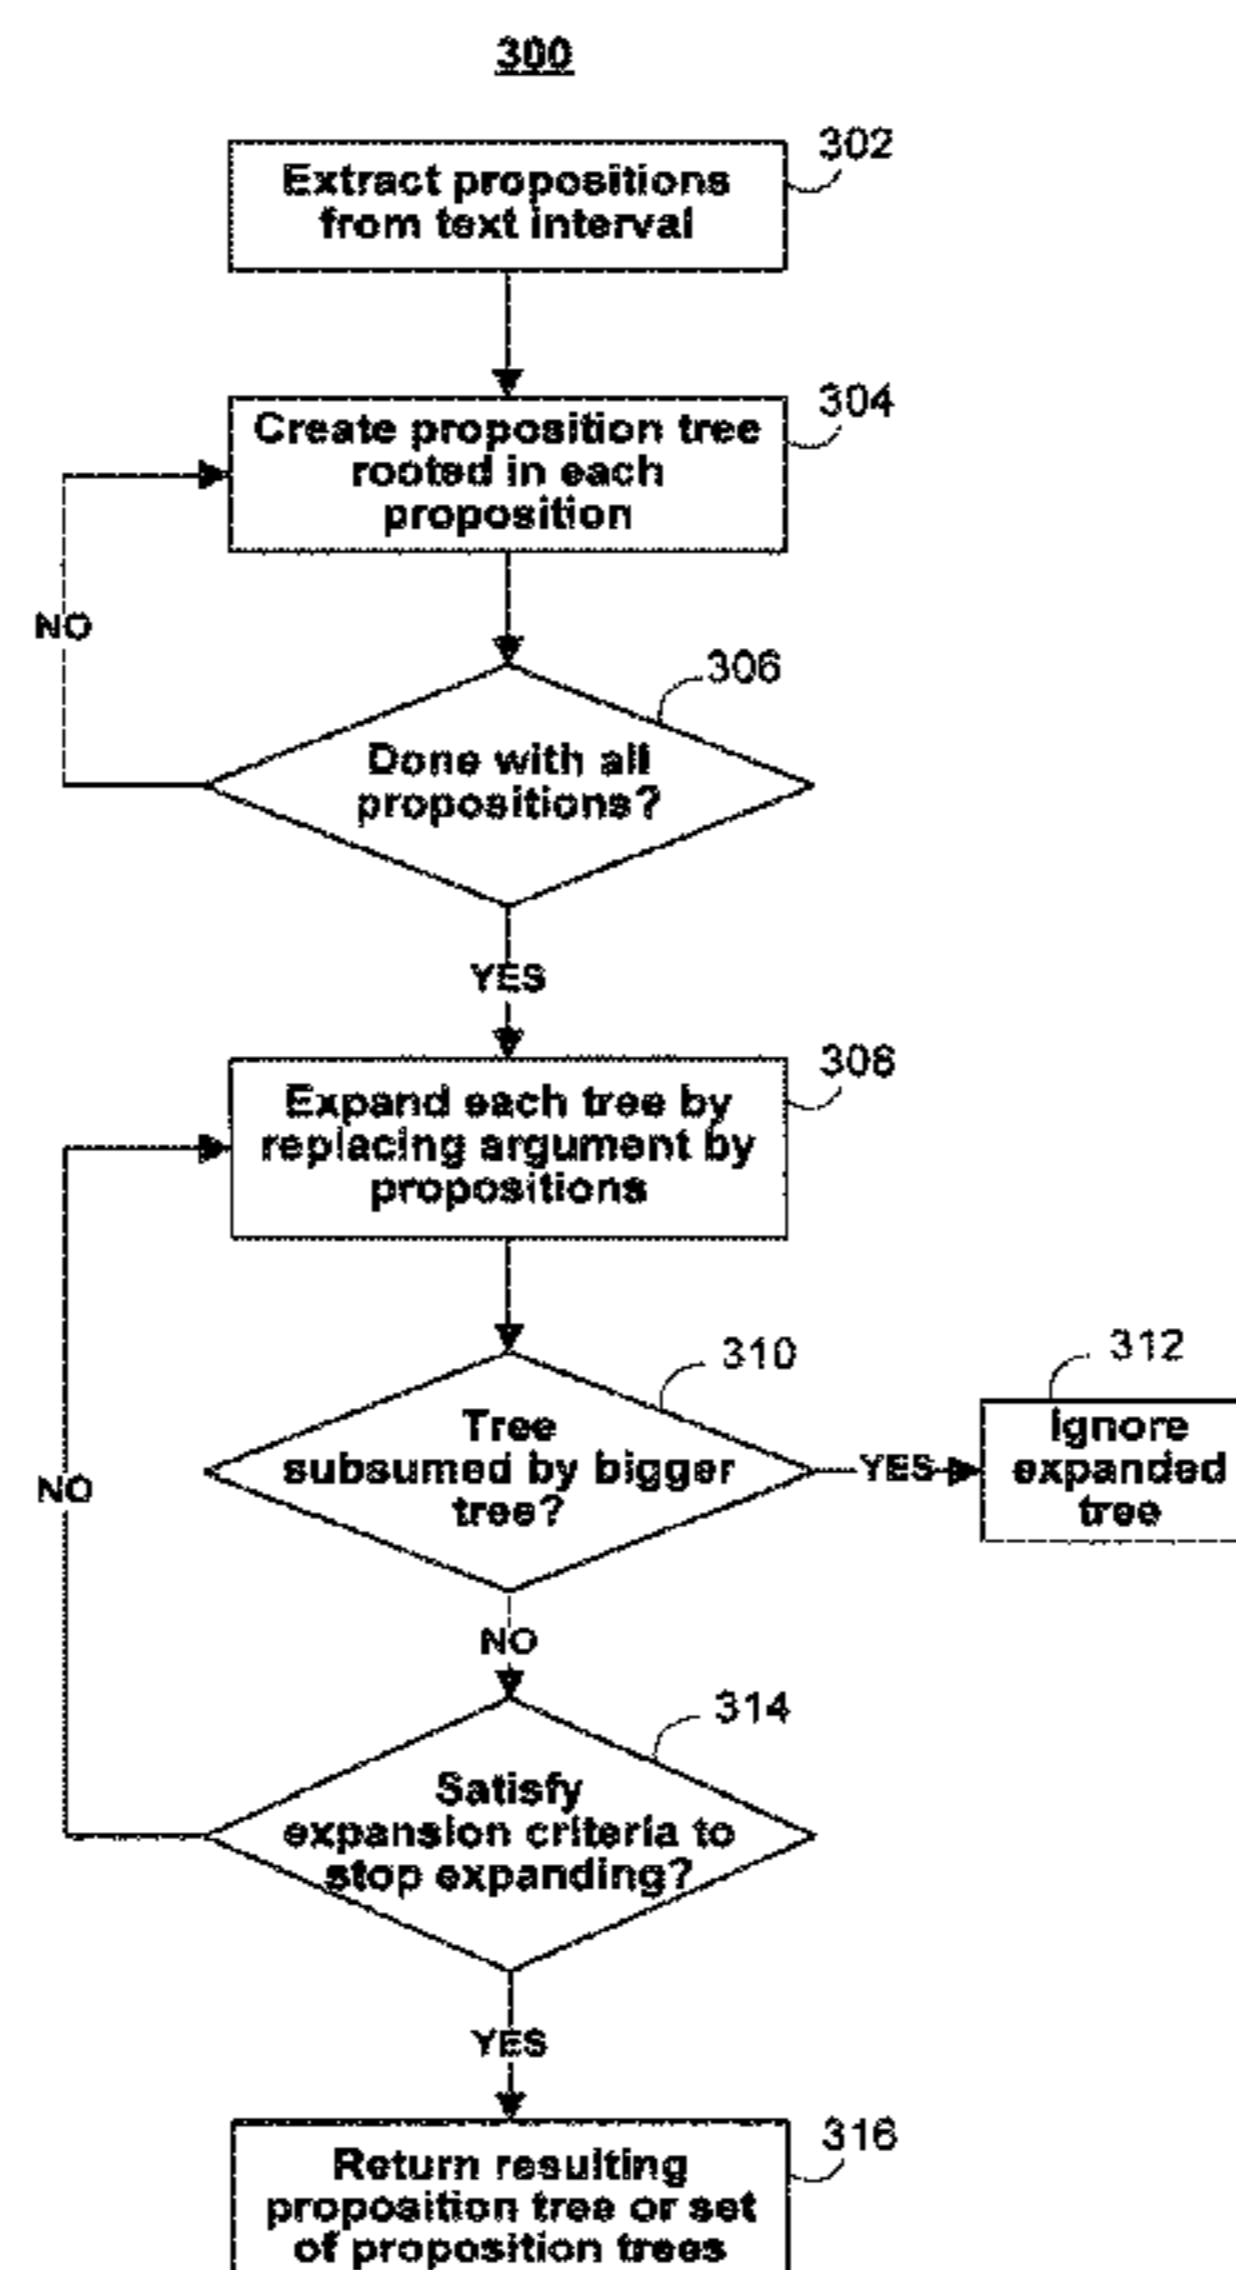 300
302
Extract propositions
from text interval
304
Create proposition tree
rooted in each
proposition
NO
306
Done with all
propositions?
YES
308
Expand each tree by
replacing argument by
propositions
310
312
Tree
subsumed by bigger
tree?
YES
Ignore
expanded
tree
NO
NO
314
Satisfy
expansion criteria to
stop expanding?
YES
316
Return resulting
proposition tree or set
of proposition trees